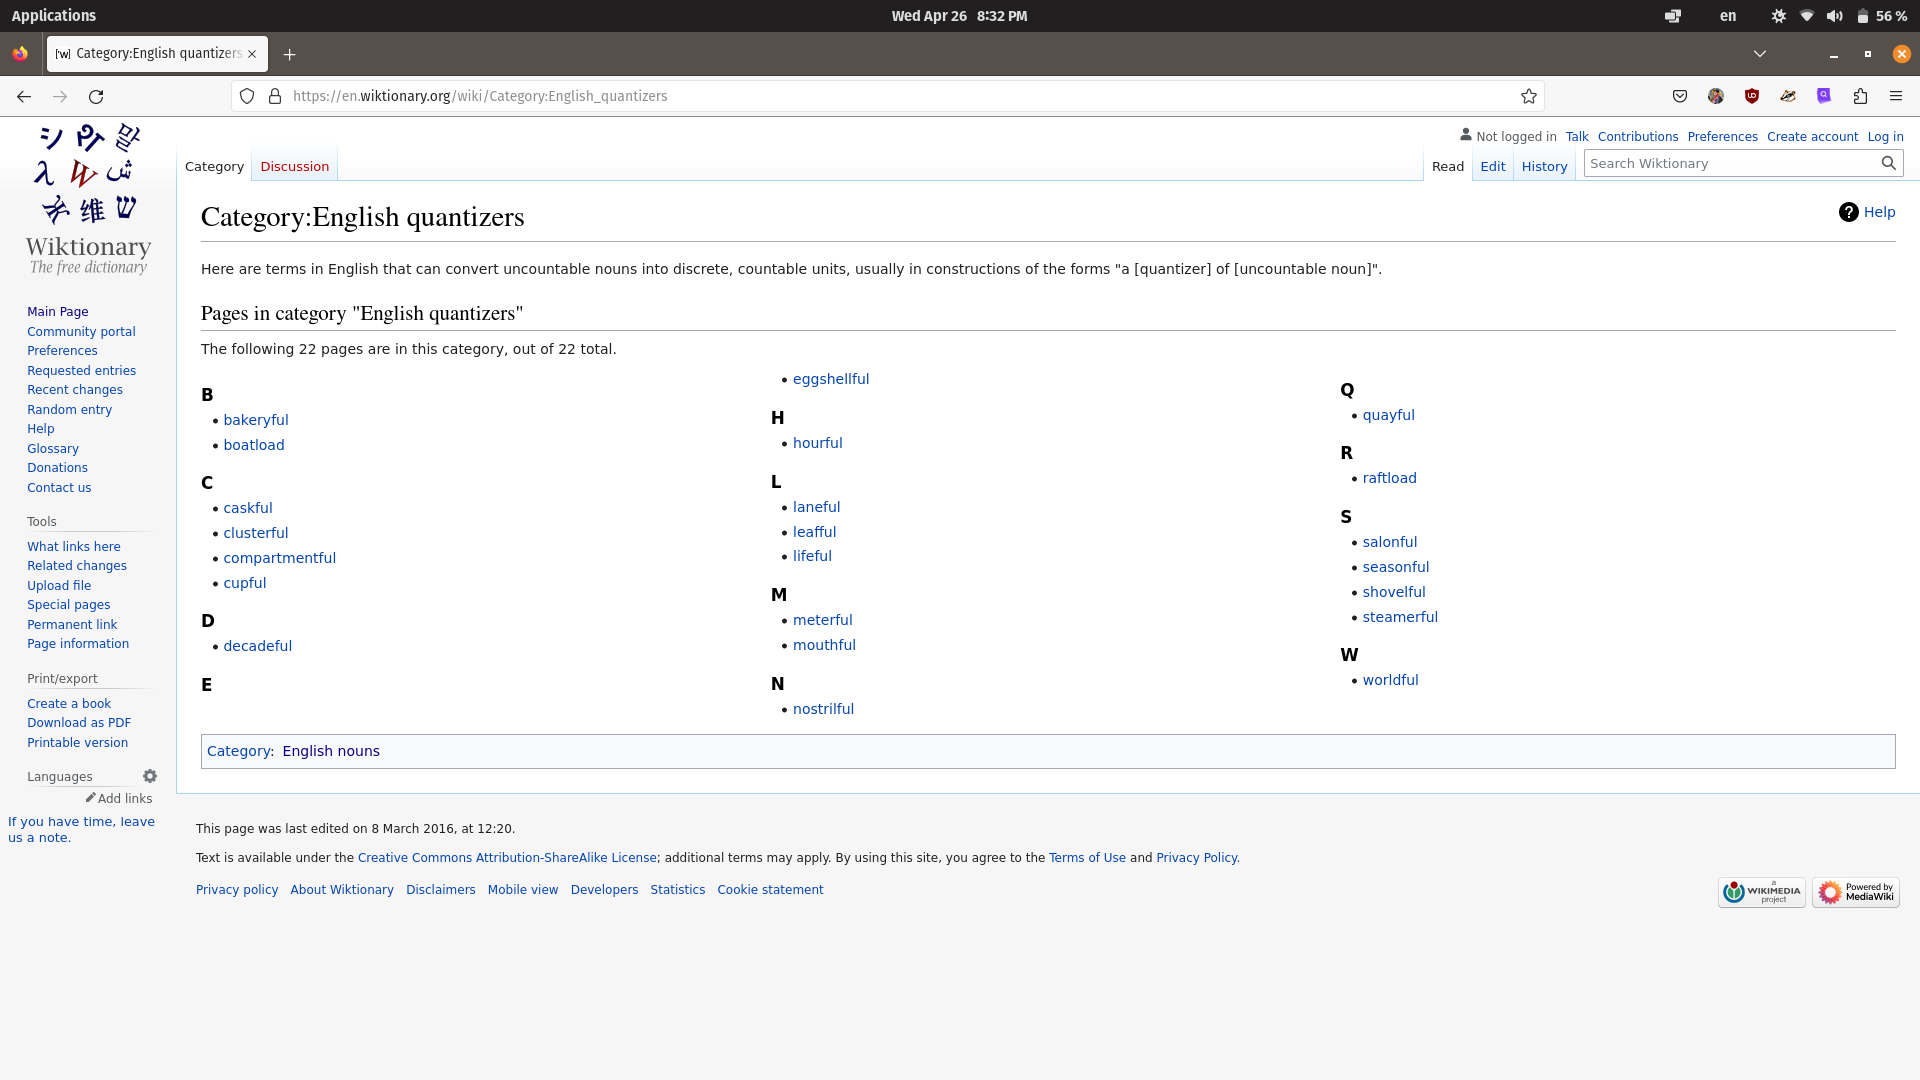 Applications
Wed Apr 26 8:32 PM
en
56 %
Category:English quantizers
https://en.wiktionary.org/wiki/Category:English_quantizers
Not logged in Talk Contributions Preferences Create account Log in
Category Discussion
Read Edit History
Search Wiktionary
シ 말
λ W ش
维 ש
Wiktionary
The free dictionary
Main Page
Community portal
Preferences
Requested entries
Recent changes
Random entry
Help
Glossary
Donations
Contact us
Tools
What links here
Related changes
Upload file
Special pages
Permanent link
Page information
Print/export
Create a book
Download as PDF
Printable version
Languages
Add links
If you have time, leave
us a note.
Category:English quantizers
Help
Here are terms in English that can convert uncountable nouns into discrete, countable units, usually in constructions of the forms "a [quantizer] of [uncountable noun]".
Pages in category "English quantizers"
The following 22 pages are in this category, out of 22 total.
B
bakeryful
boatload
C
caskful
clusterful
compartmentful
cupful
D
decadeful
E
eggshellful
H
hourful
L
laneful
leafful
lifeful
M
meterful
mouthful
N
nostrilful
Q
quayful
R
raftload
S
salonful
seasonful
shovelful
steamerful
W
worldful
Category: English nouns
This page was last edited on 8 March 2016, at 12:20.
Text is available under the Creative Commons Attribution-ShareAlike License; additional terms may apply. By using this site, you agree to the Terms of Use and Privacy Policy.
Privacy policy About Wiktionary Disclaimers Mobile view Developers Statistics Cookie statement
a
WIKIMEDIA
project
Powered by
MediaWiki